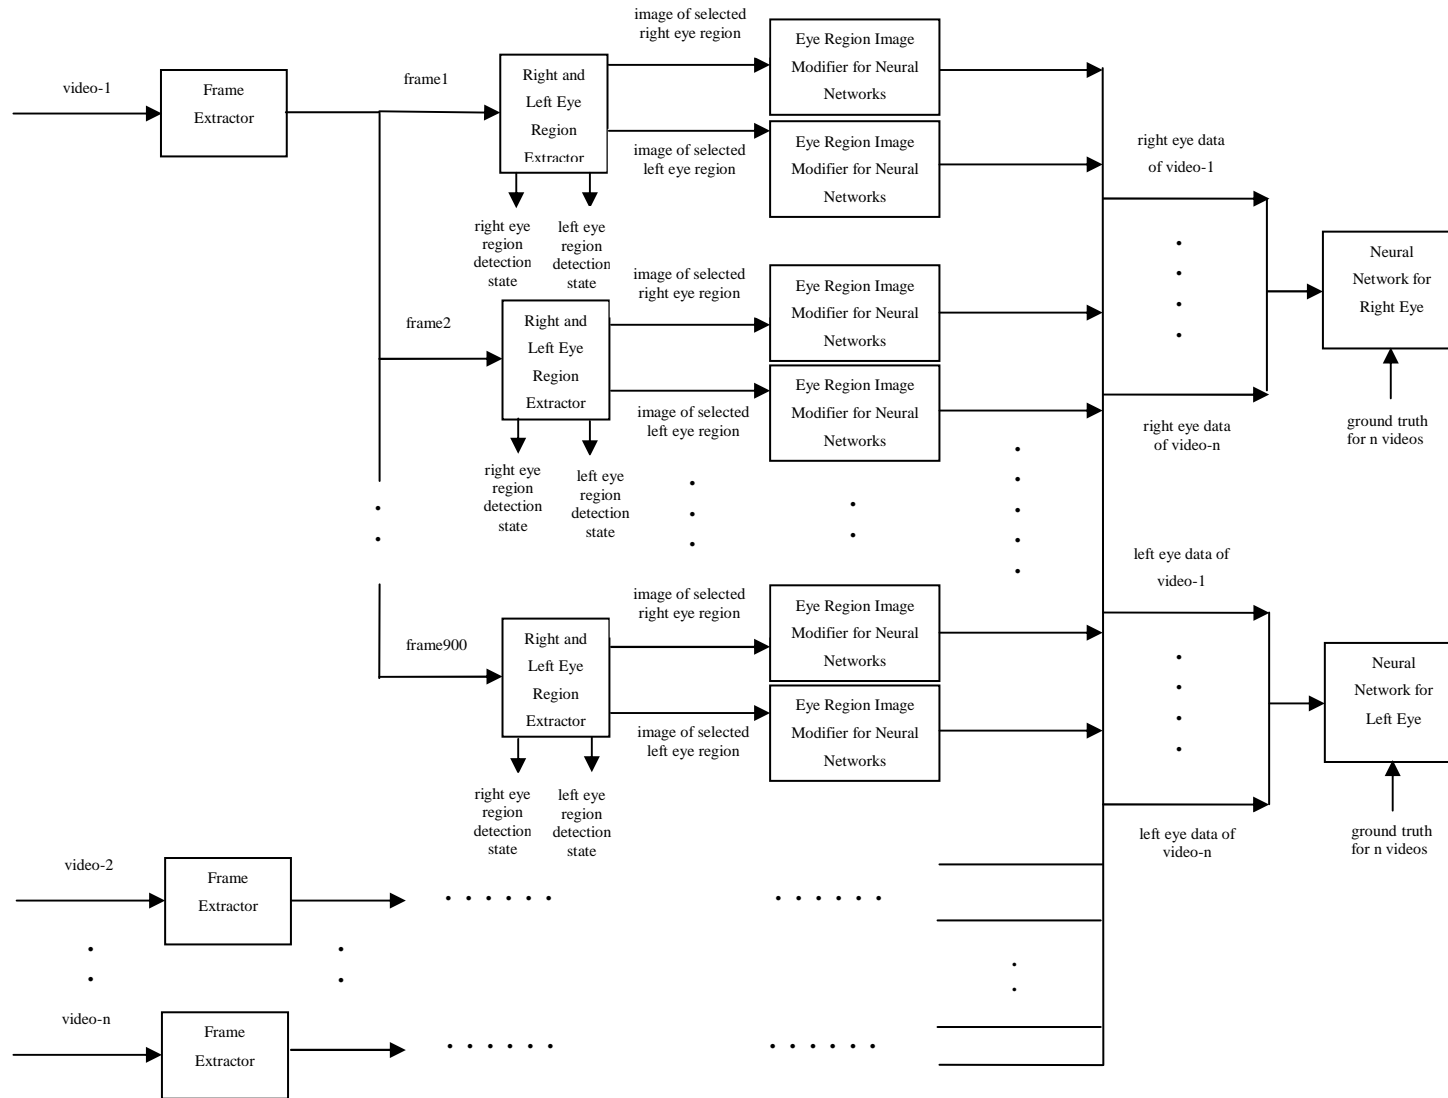 video-1
Frame
Extractor
frame1
Right and
Left Eye
Region
Extractor
image of selected
right eye region
image of selected
left eye region
Eye Region Image
Modifier for Neural
Networks
Eye Region Image
Modifier for Neural
Networks
right eye
region
detection
state
left eye
region
detection
state
frame2
Right and
Left Eye
Region
Extractor
image of selected
right eye region
image of selected
left eye region
Eye Region Image
Modifier for Neural
Networks
Eye Region Image
Modifier for Neural
Networks
right eye
region
detection
state
left eye
region
detection
state
frame900
Right and
Left Eye
Region
Extractor
image of selected
right eye region
image of selected
left eye region
Eye Region Image
Modifier for Neural
Networks
Eye Region Image
Modifier for Neural
Networks
right eye
region
detection
state
left eye
region
detection
state
right eye data
of video-1
right eye data
of video-n
Neural
Network for
Right Eye
ground truth
for n videos
left eye data of
video-1
left eye data of
video-n
Neural
Network for
Left Eye
ground truth
for n videos
video-2
Frame
Extractor
video-n
Frame
Extractor